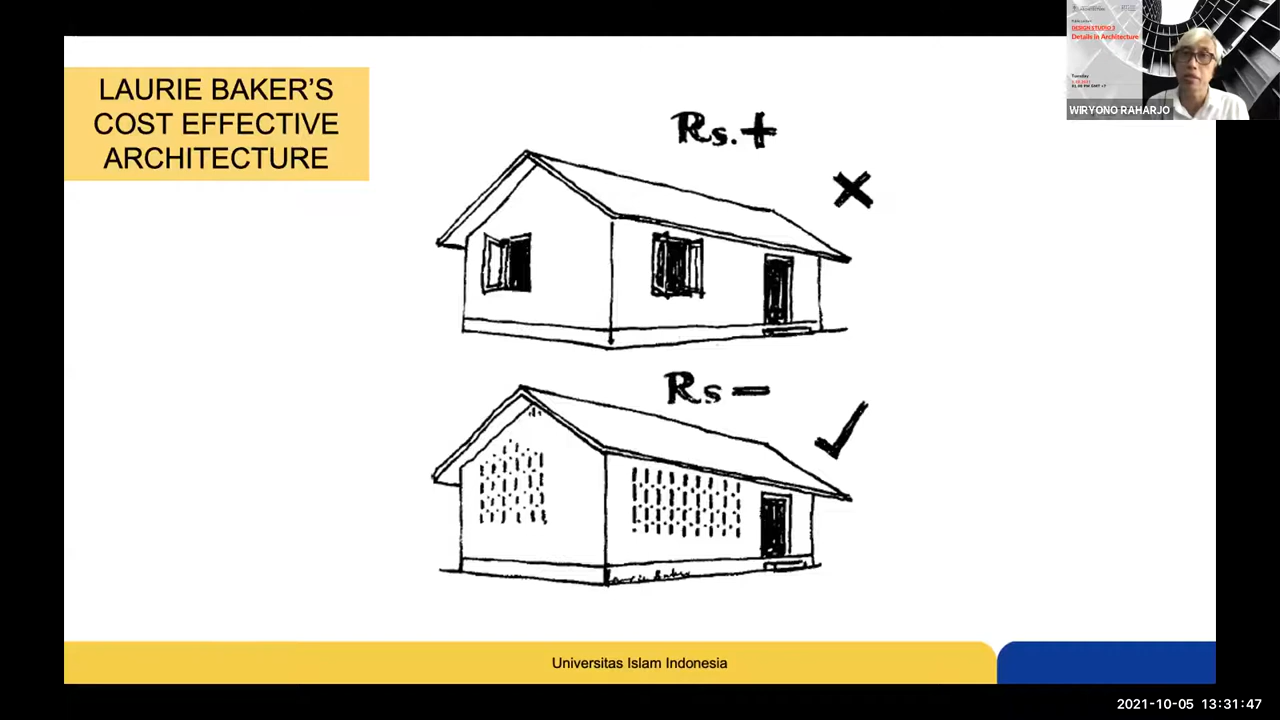 LAURIE BAKER'S
COST EFFECTIVE
ARCHITECTURE
Rs.+
Rs-
Universitas Islam Indonesia
DESIGN STUDIO 3
Details in Architecture
Tuesday
WIRYONO RAHARJO
2021-10-05 13:31:47